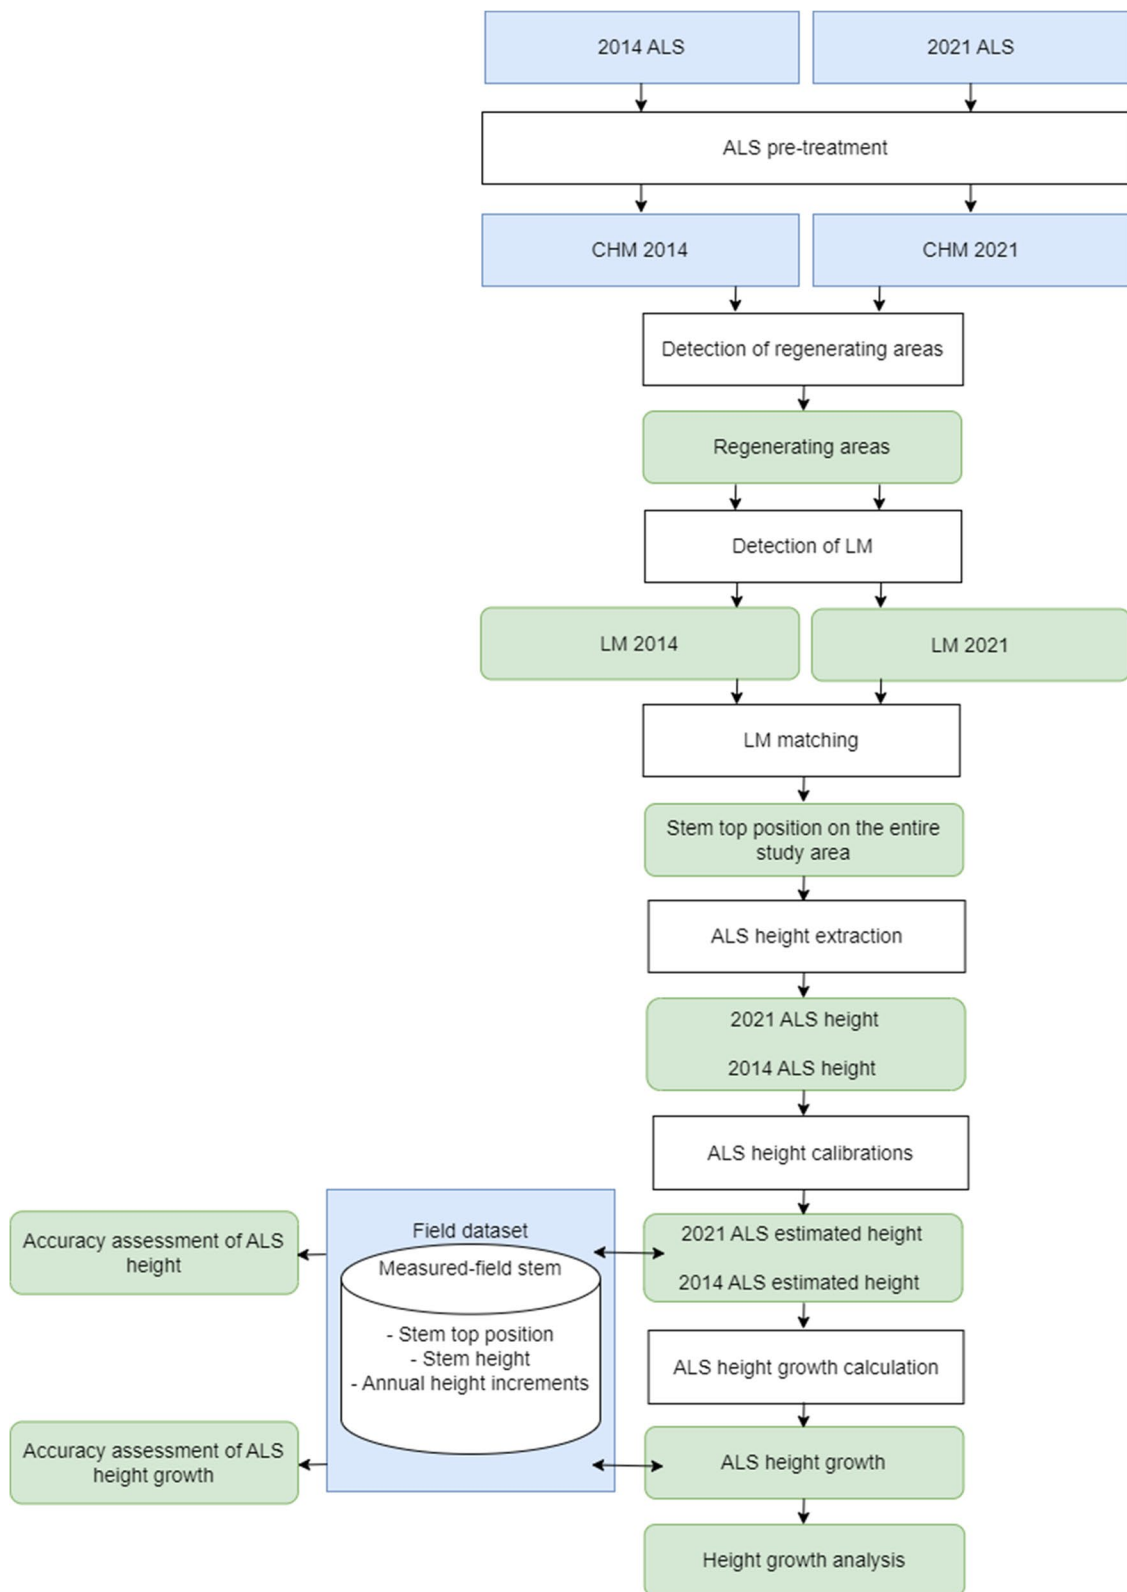 2014 ALS
2021 ALS
ALS pre-treatment
CHM 2014
CHM 2021
Detection of regenerating areas
Regenerating areas
Detection of LM
LM 2014
LM 2021
LM matching
Stem top position on the entire
study area
ALS height extraction
2021 ALS height
2014 ALS height
ALS height calibrations
Accuracy assessment of ALS
height
Field dataset
Measured-field stem
- Stem top position
- Stem height
- Annual height increments
2021 ALS estimated height
2014 ALS estimated height
ALS height growth calculation
Accuracy assessment of ALS
height growth
ALS height growth
Height growth analysis